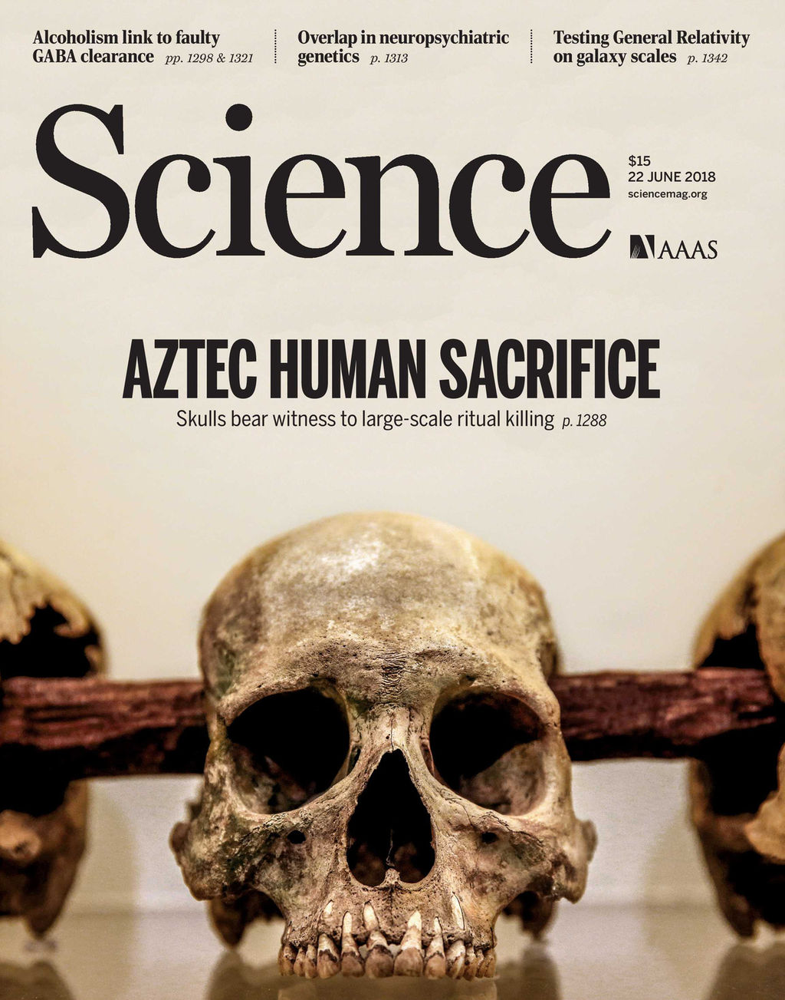 Alcoholism link to faulty
GABA clearance pp. 1298 & 1321
Overlap in neuropsychiatric
genetics p. 1313
Testing General Relativity
on galaxy scales p. 1342
Science
$15
22 JUNE 2018
sciencemag.org
AAAS
AZTEC HUMAN SACRIFICE
Skulls bear witness to large-scale ritual killing p. 1288